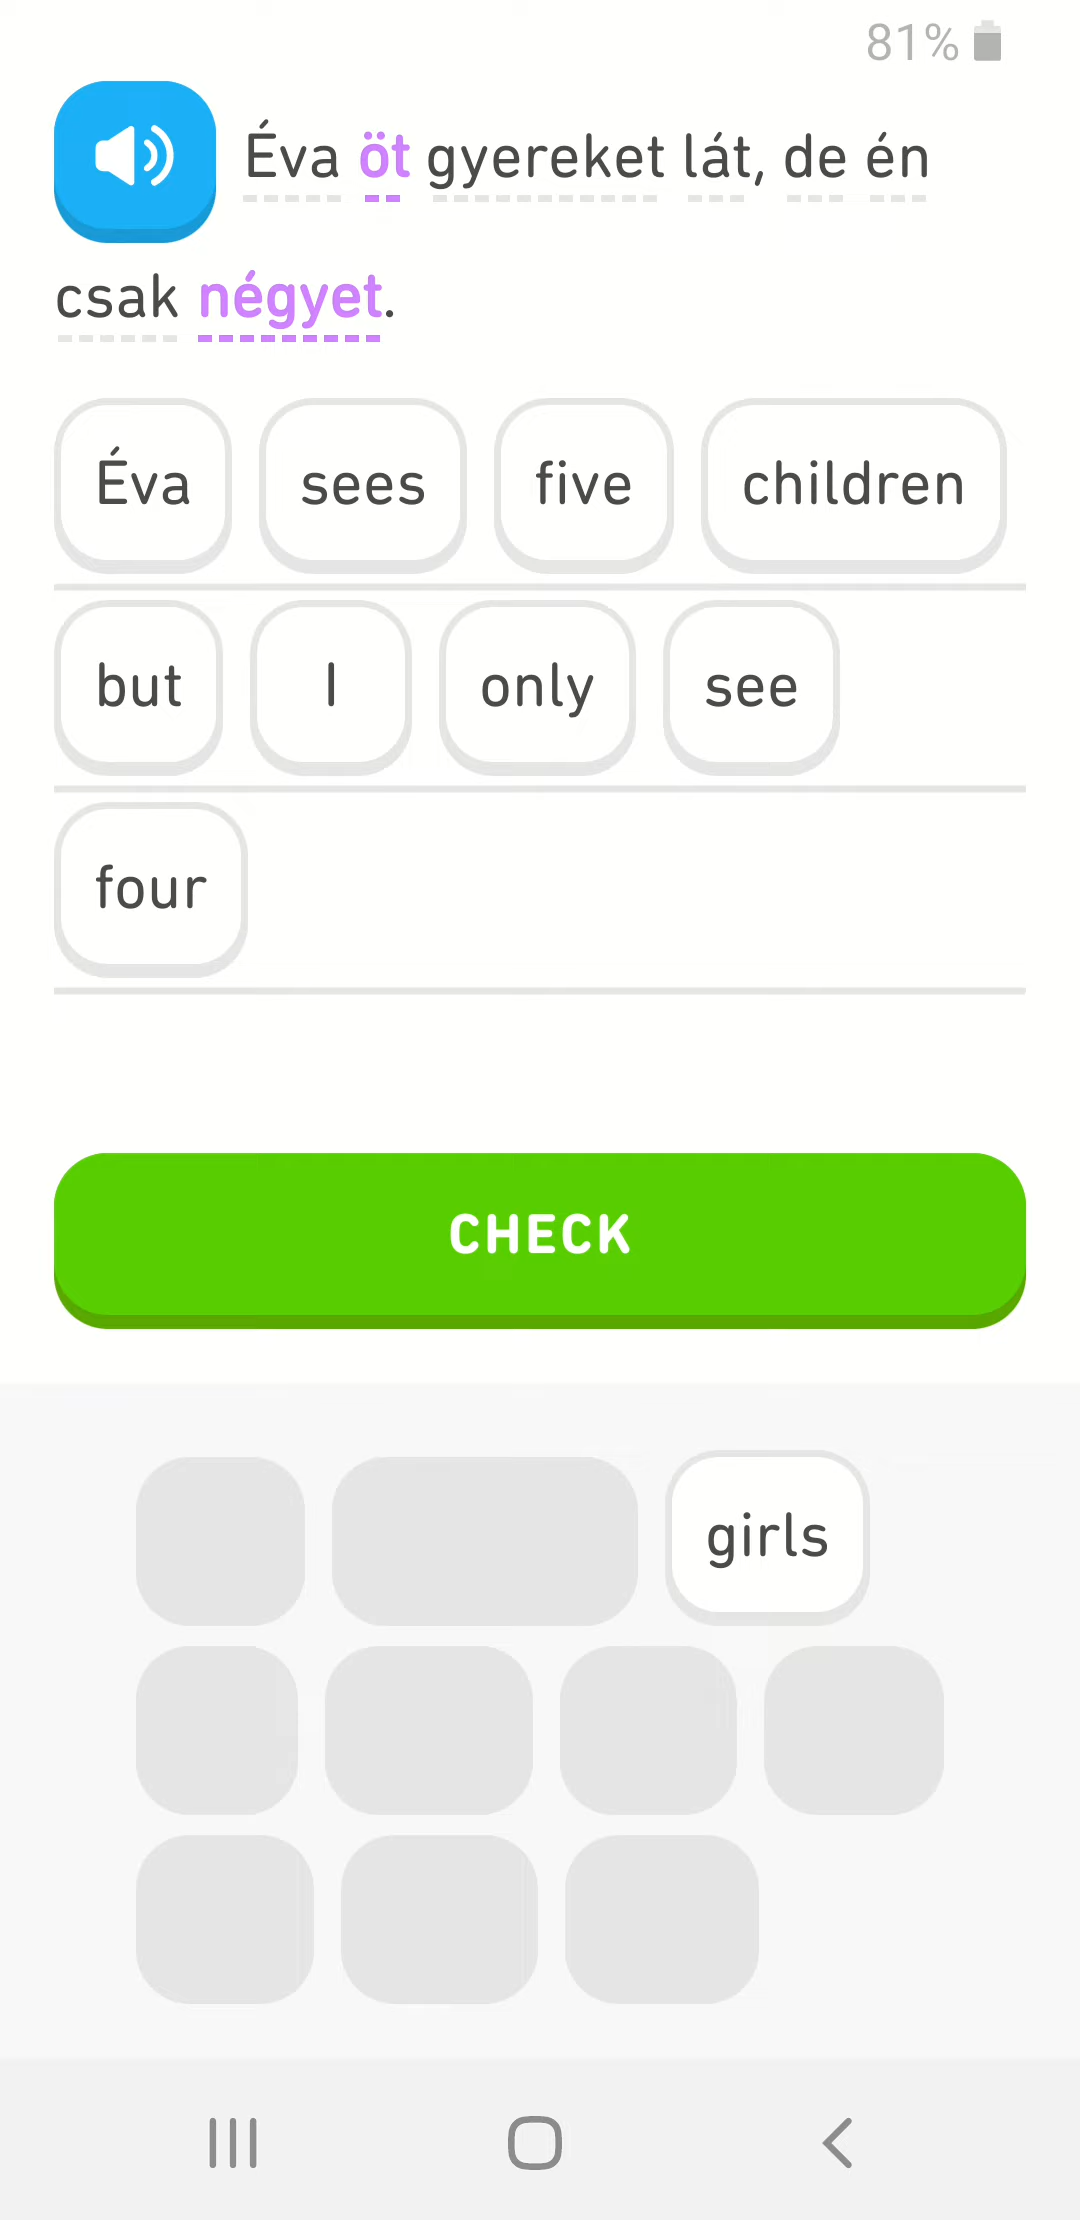 81%
Éva öt gyereket lát, de én
csak négyet.
Éva sees five children
but I only see
four
CHECK
girls